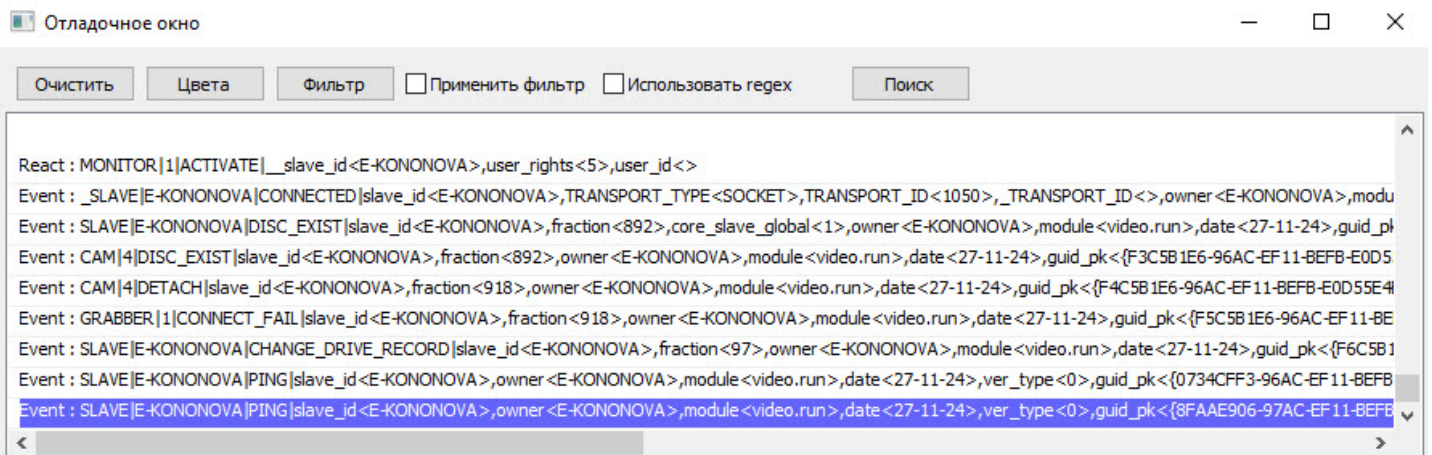 Отладочное окно
Очистить Цвета Фильтр Применить фильтр Использовать regex Поиск
React : MONITOR|1|ACTIVATE|__slave_id<E-KONONOVA>,user_rights<5>,user_id<>
Event : _SLAVE|E-KONONOVA|CONNECTED|slave_id<E-KONONOVA>,TRANSPORT_TYPE<SOCKET>,TRANSPORT_ID<1050>,_TRANSPORT_ID<>,owner<E-KONONOVA>,modu
Event : SLAVE|E-KONONOVA|DISC_EXIST|slave_id<E-KONONOVA>,fraction<892>,core_slave_global<1>,owner<E-KONONOVA>,module<video.run>,date<27-11-24>,guid_pk
Event : CAM|4|DISC_EXIST|slave_id<E-KONONOVA>,fraction<892>,owner<E-KONONOVA>,module<video.run>,date<27-11-24>,guid_pk<{F3C5B1E6-96AC-EF11-BEFB-E0D5
Event : CAM|4|DETACH|slave_id<E-KONONOVA>,fraction<918>,owner<E-KONONOVA>,module<video.run>,date<27-11-24>,guid_pk<{F4C5B1E6-96AC-EF11-BEFB-E0D55E4
Event : GRABBER|1|CONNECT_FAIL|slave_id<E-KONONOVA>,fraction<918>,owner<E-KONONOVA>,module<video.run>,date<27-11-24>,guid_pk<{F5C5B1E6-96AC-EF11-BE
Event : SLAVE|E-KONONOVA|CHANGE_DRIVE_RECORD|slave_id<E-KONONOVA>,fraction<97>,owner<E-KONONOVA>,module<video.run>,date<27-11-24>,guid_pk<{F6C5B1
Event : SLAVE|E-KONONOVA|PING|slave_id<E-KONONOVA>,owner<E-KONONOVA>,module<video.run>,date<27-11-24>,ver_type<0>,guid_pk<{0734CFF3-96AC-EF11-BEFB
Event : SLAVE|E-KONONOVA|PING|slave_id<E-KONONOVA>,owner<E-KONONOVA>,module<video.run>,date<27-11-24>,ver_type<0>,guid_pk<{8FAAE906-97AC-EF11-BEFB